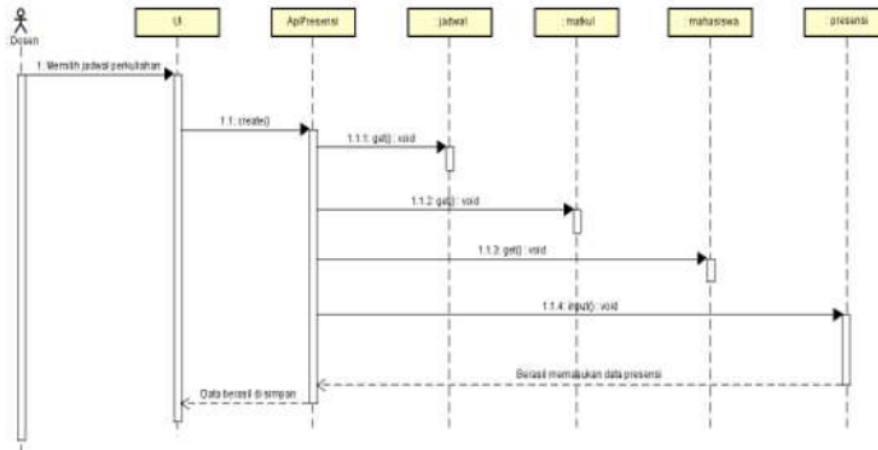 UI
ApiPresensi
: jadwal
: matkul
: mahasiswa
: presensi
: Dosen
1: Memilih jadwal perkuliahan
1.1: create()
1.1.1: get() : void
1.1.2: get() : void
1.1.3: get() : void
1.1.4: input() : void
Berasil memasukan data presensi
Data berasil di simpan